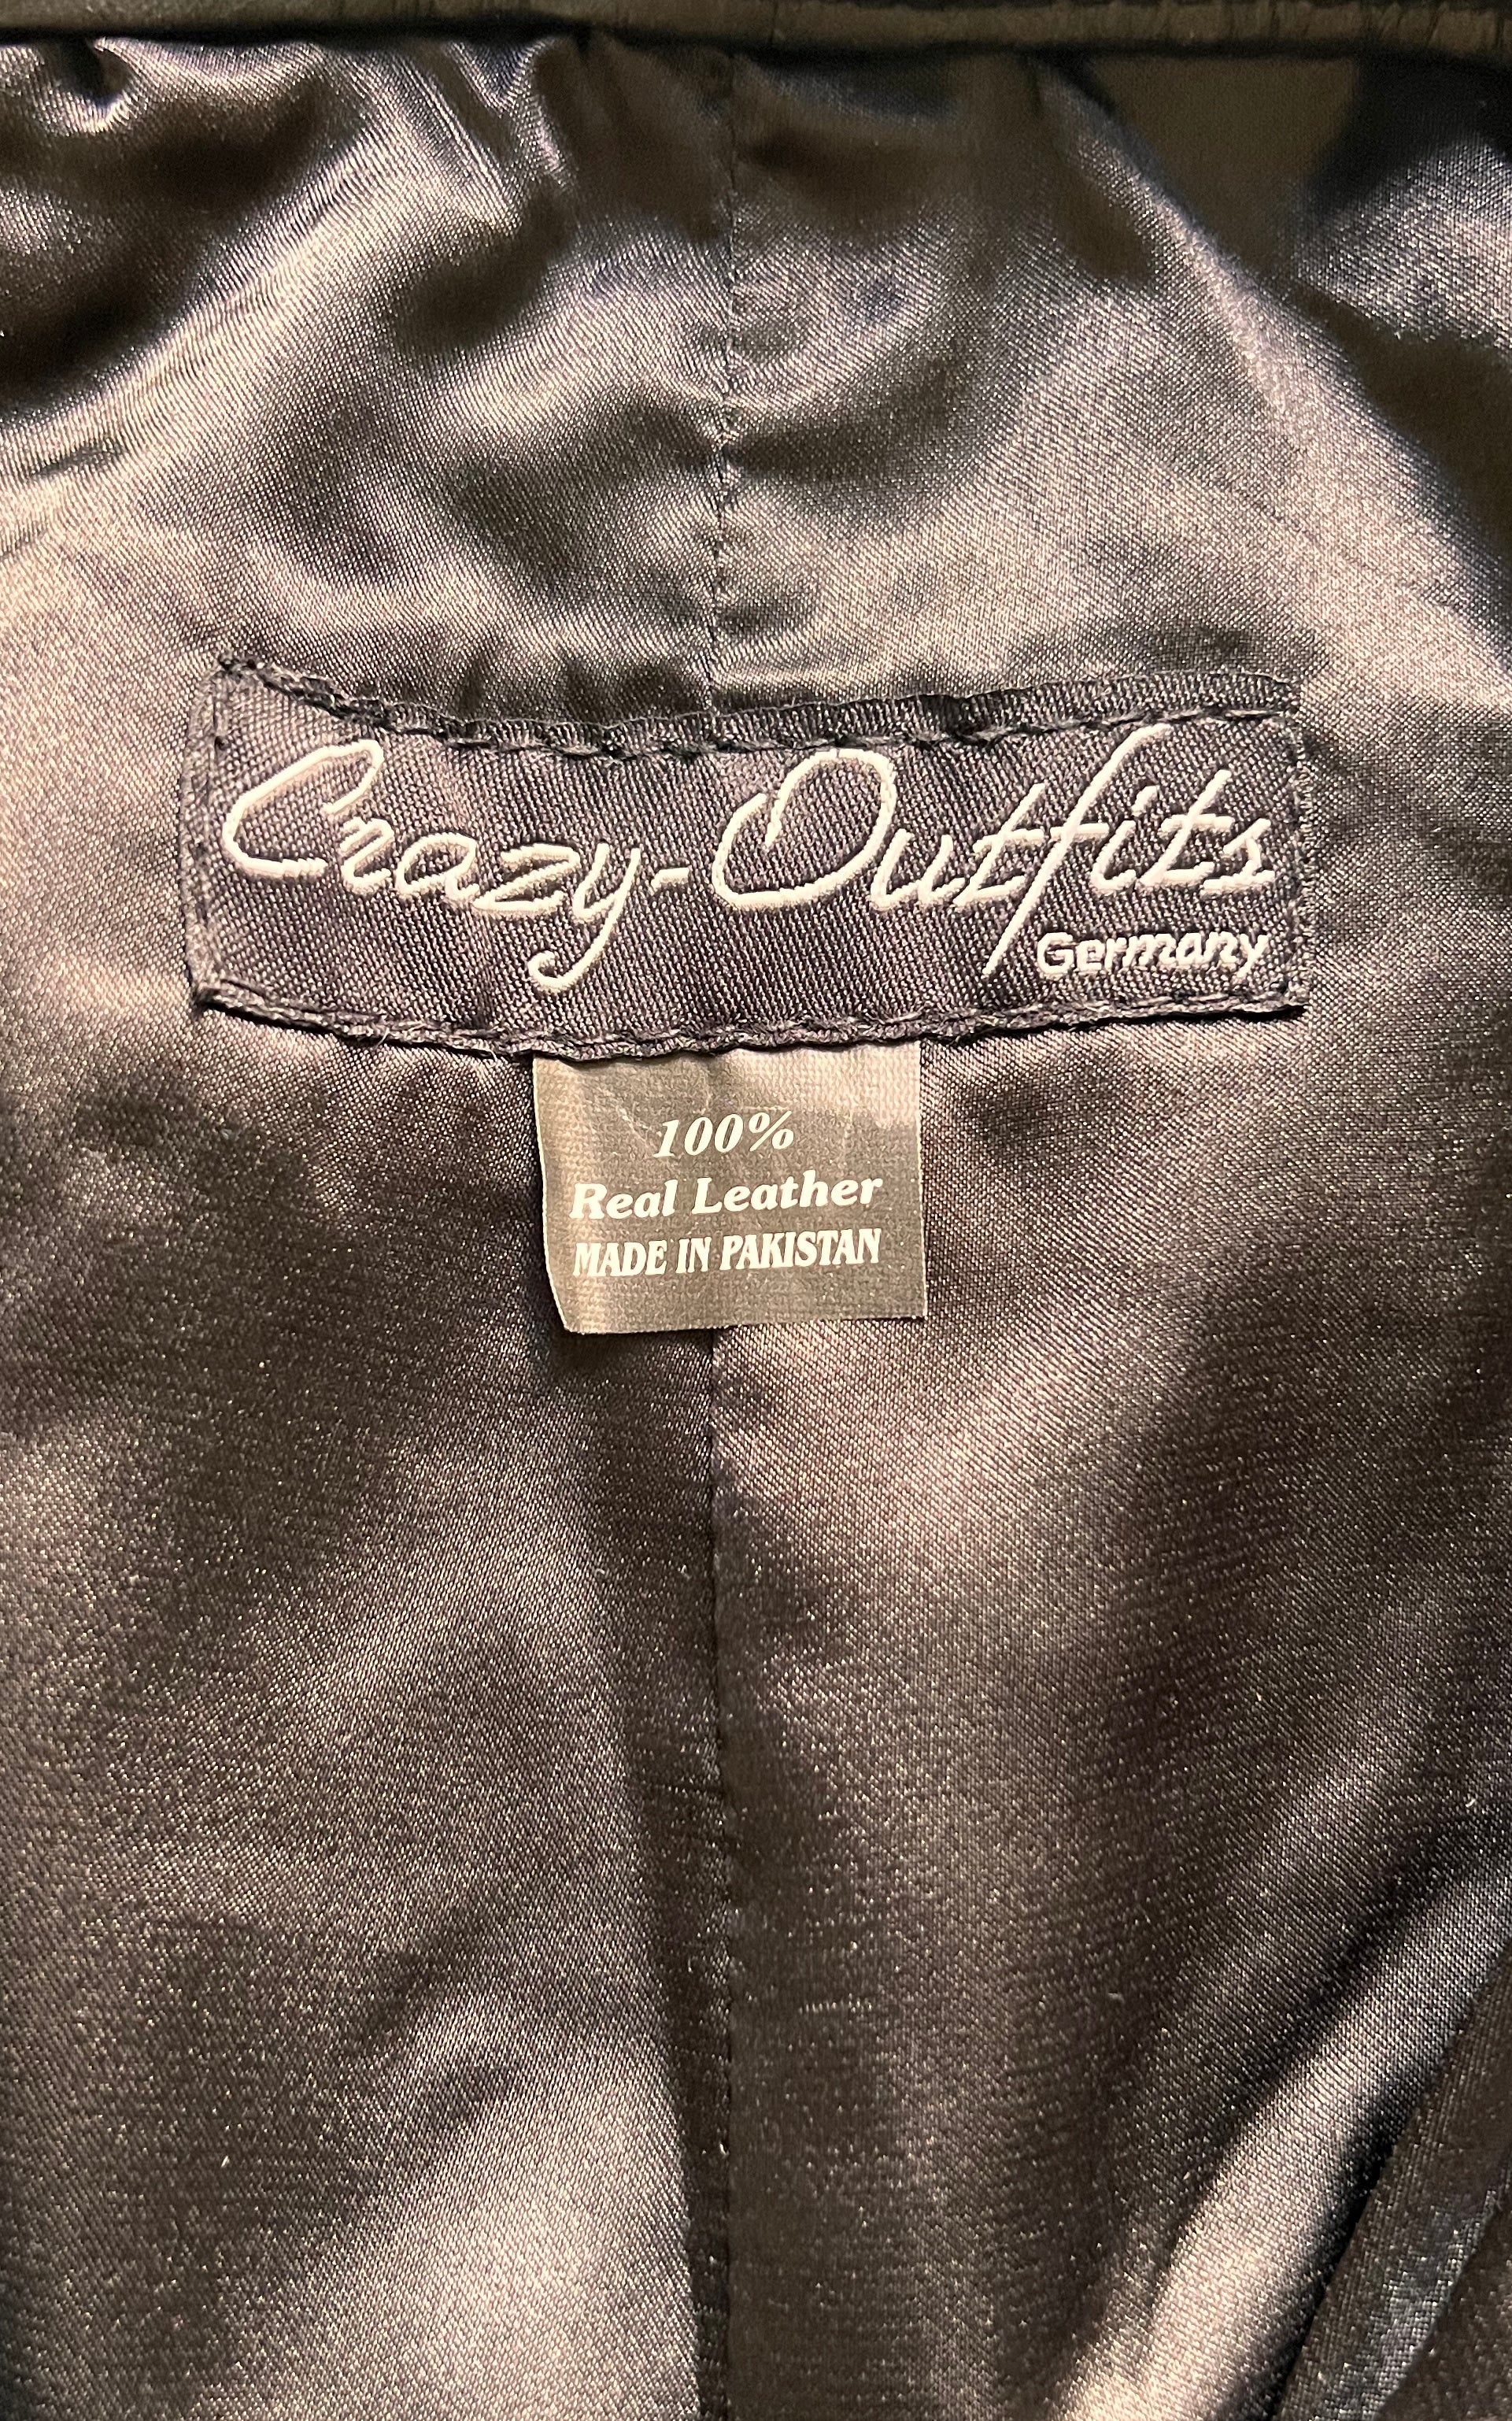 Crazy-Outfits
Germany
100%
Real Leather
MADE IN PAKISTAN